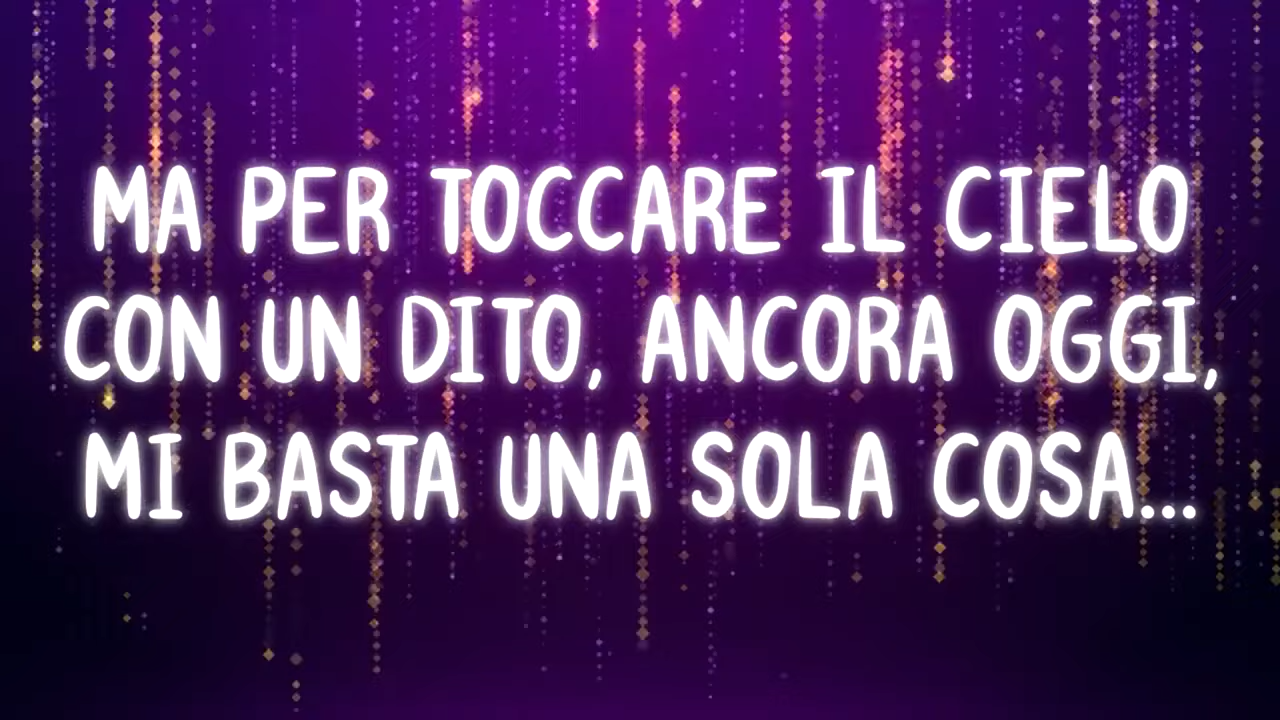 MA PER TOCCARE IL CIELO
CON UN DITO, ANCORA OGGI,
MI BASTA UNA SOLA COSA...